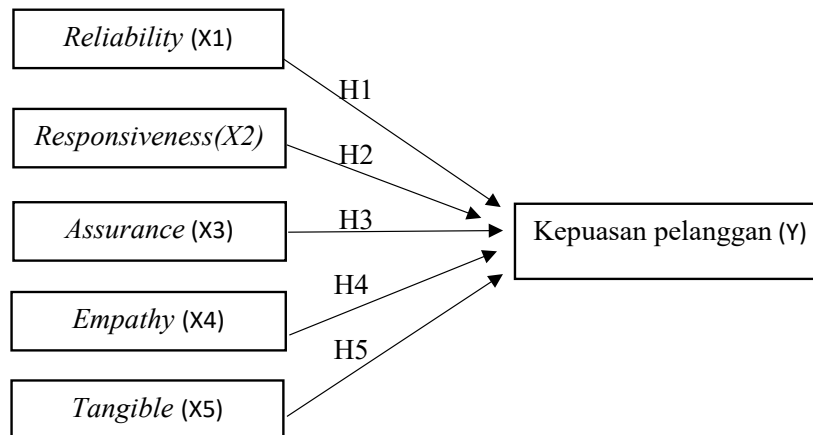 Reliability (X1)
H1
Responsiveness(X2)
H2
Assurance (X3)
H3
Kepuasan pelanggan (Y)
H4
Empathy (X4)
H5
Tangible (X5)